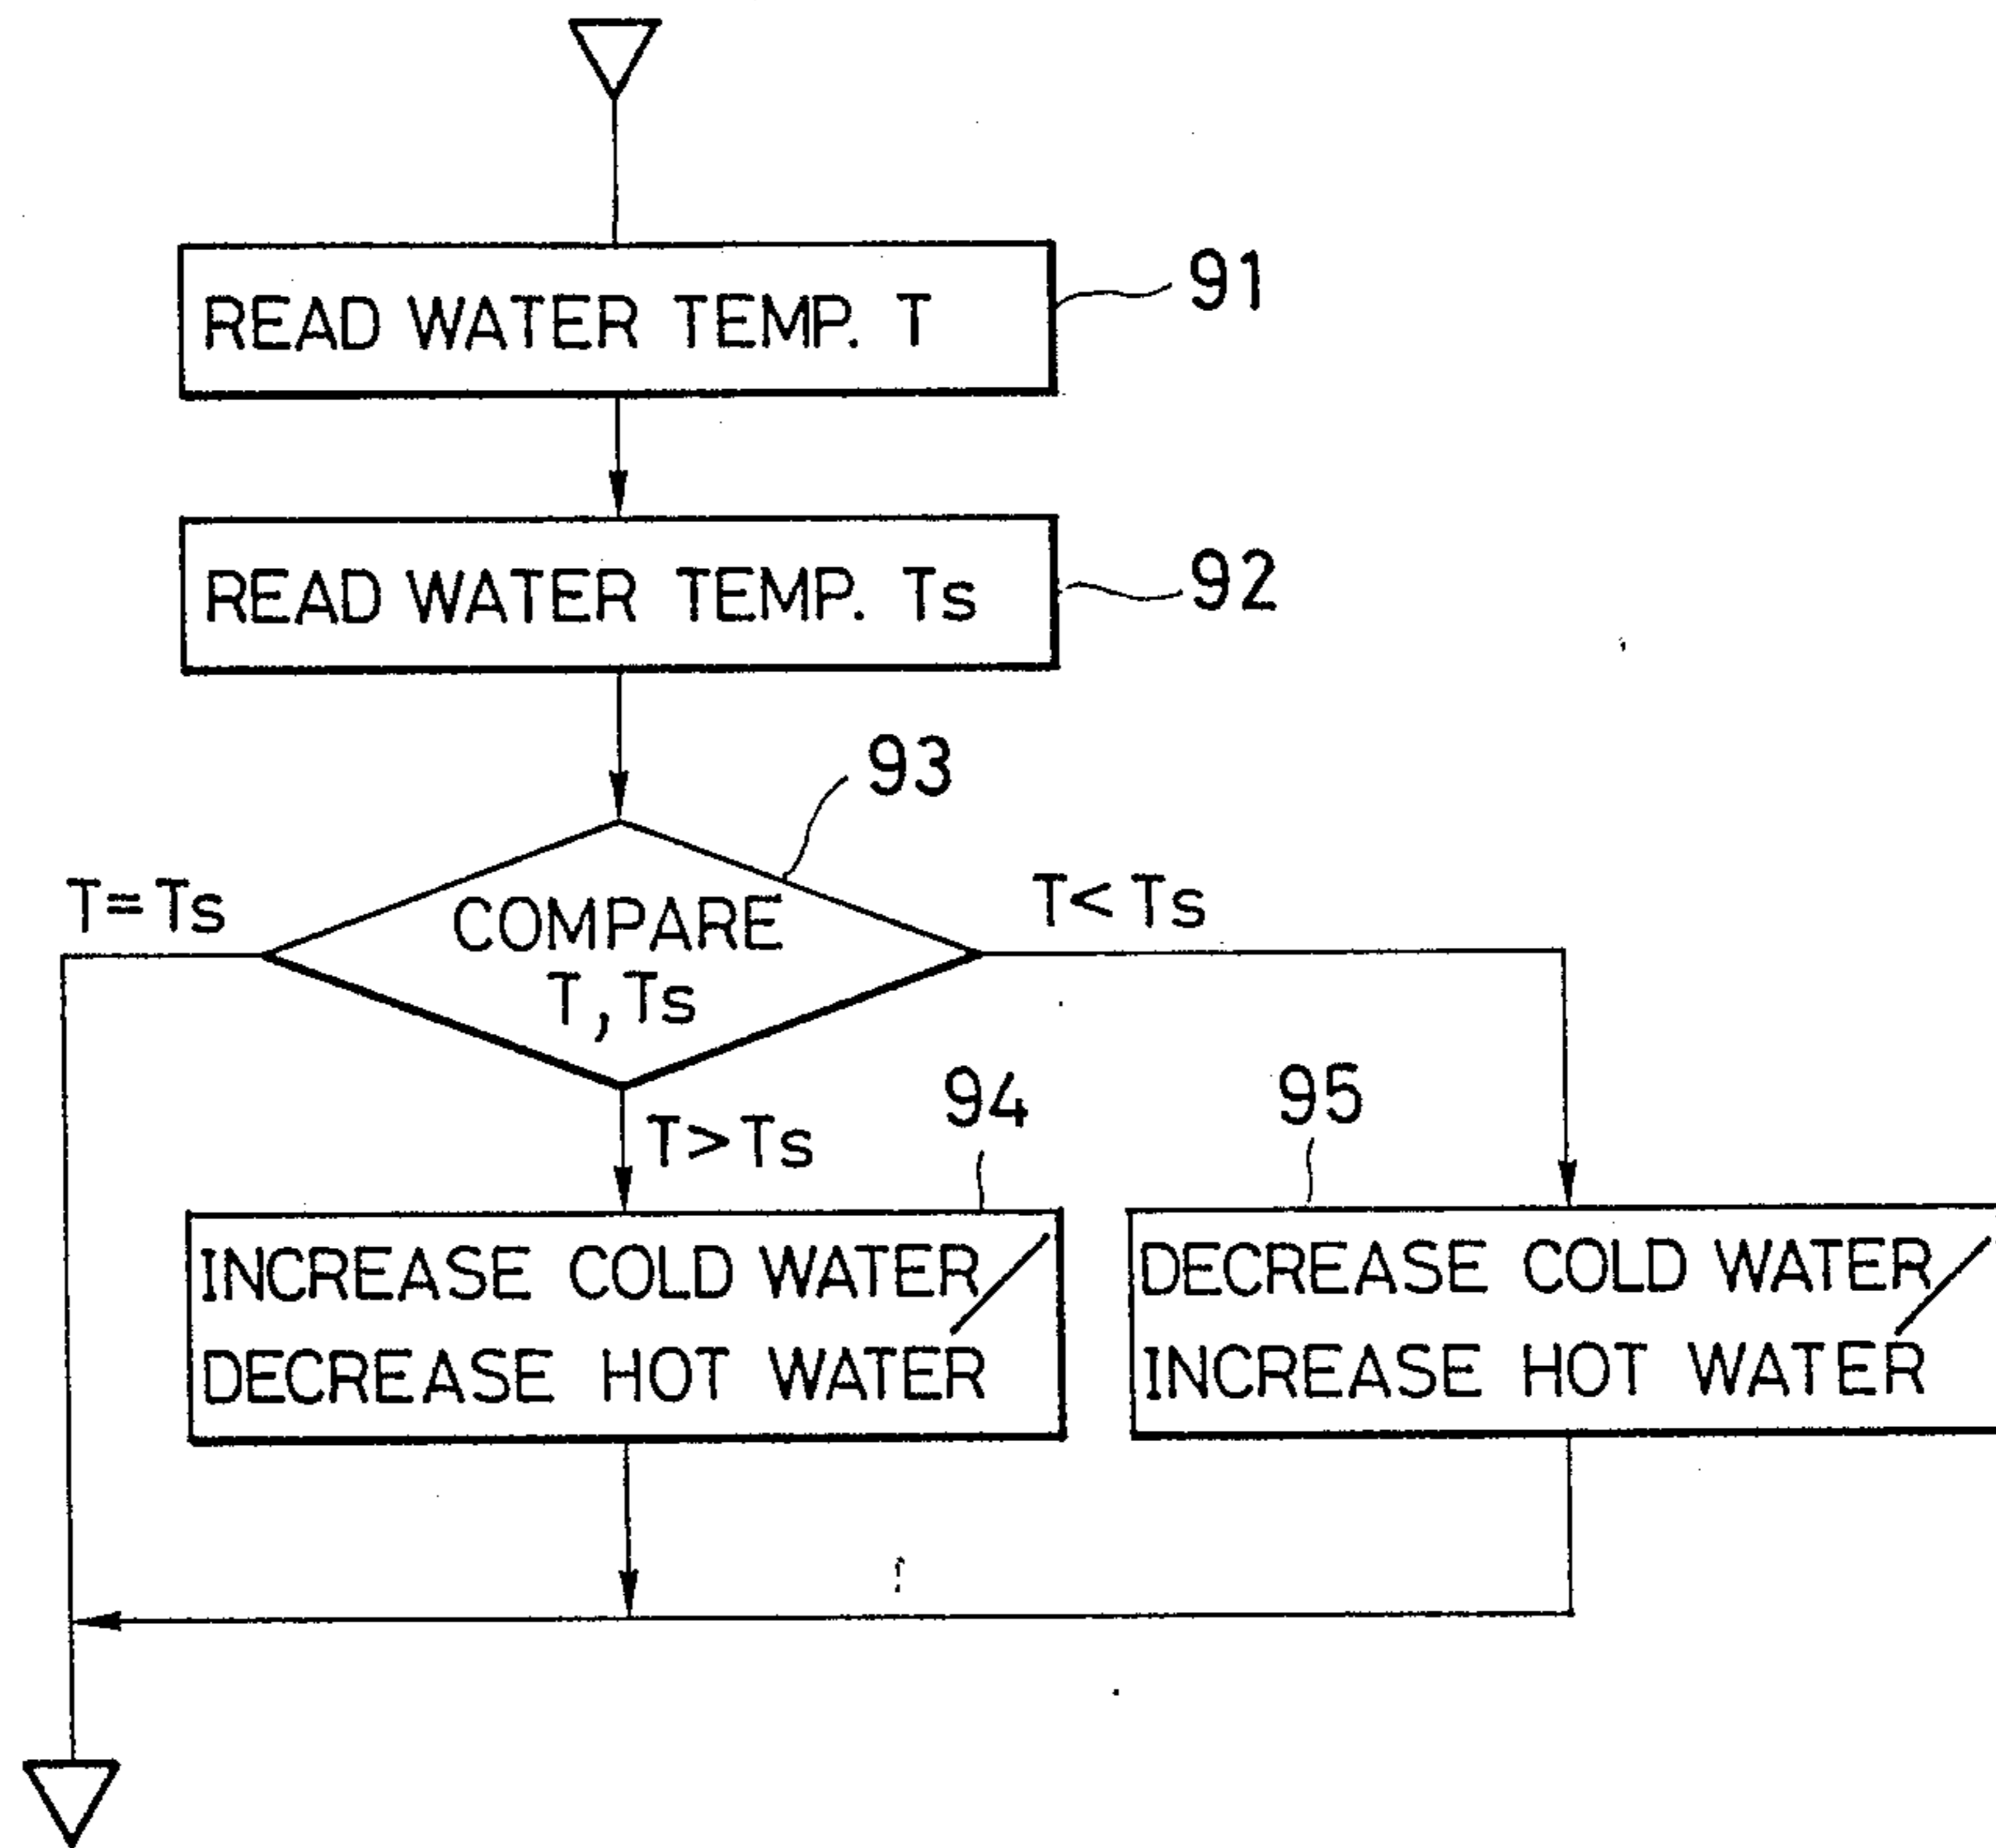 READ WATER TEMP. T
91
READ WATER TEMP. Ts
92
93
T=Ts
COMPARE
T, Ts
T< Ts
T> Ts
94
95
INCREASE COLD WATER/
DECREASE HOT WATER
DECREASE COLD WATER/
INCREASE HOT WATER